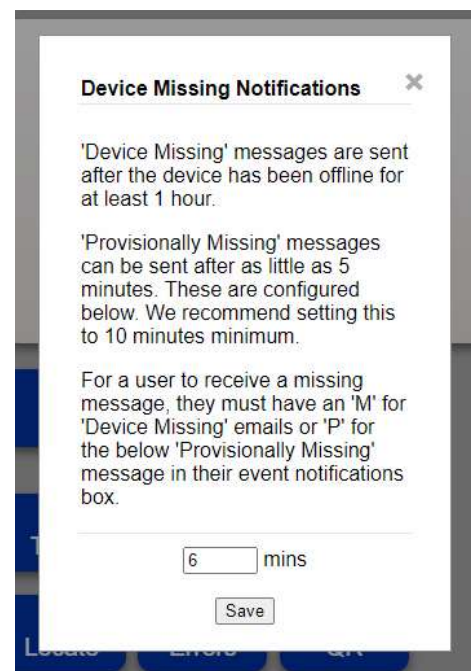 Device Missing Notifications ×
'Device Missing' messages are sent
after the device has been offline for
at least 1 hour.
'Provisionally Missing' messages
can be sent after as little as 5
minutes. These are configured
below. We recommend setting this
to 10 minutes minimum.
For a user to receive a missing
message, they must have an 'M' for
'Device Missing' emails or 'P' for
the below 'Provisionally Missing'
message in their event notifications
box.
6 mins
Save